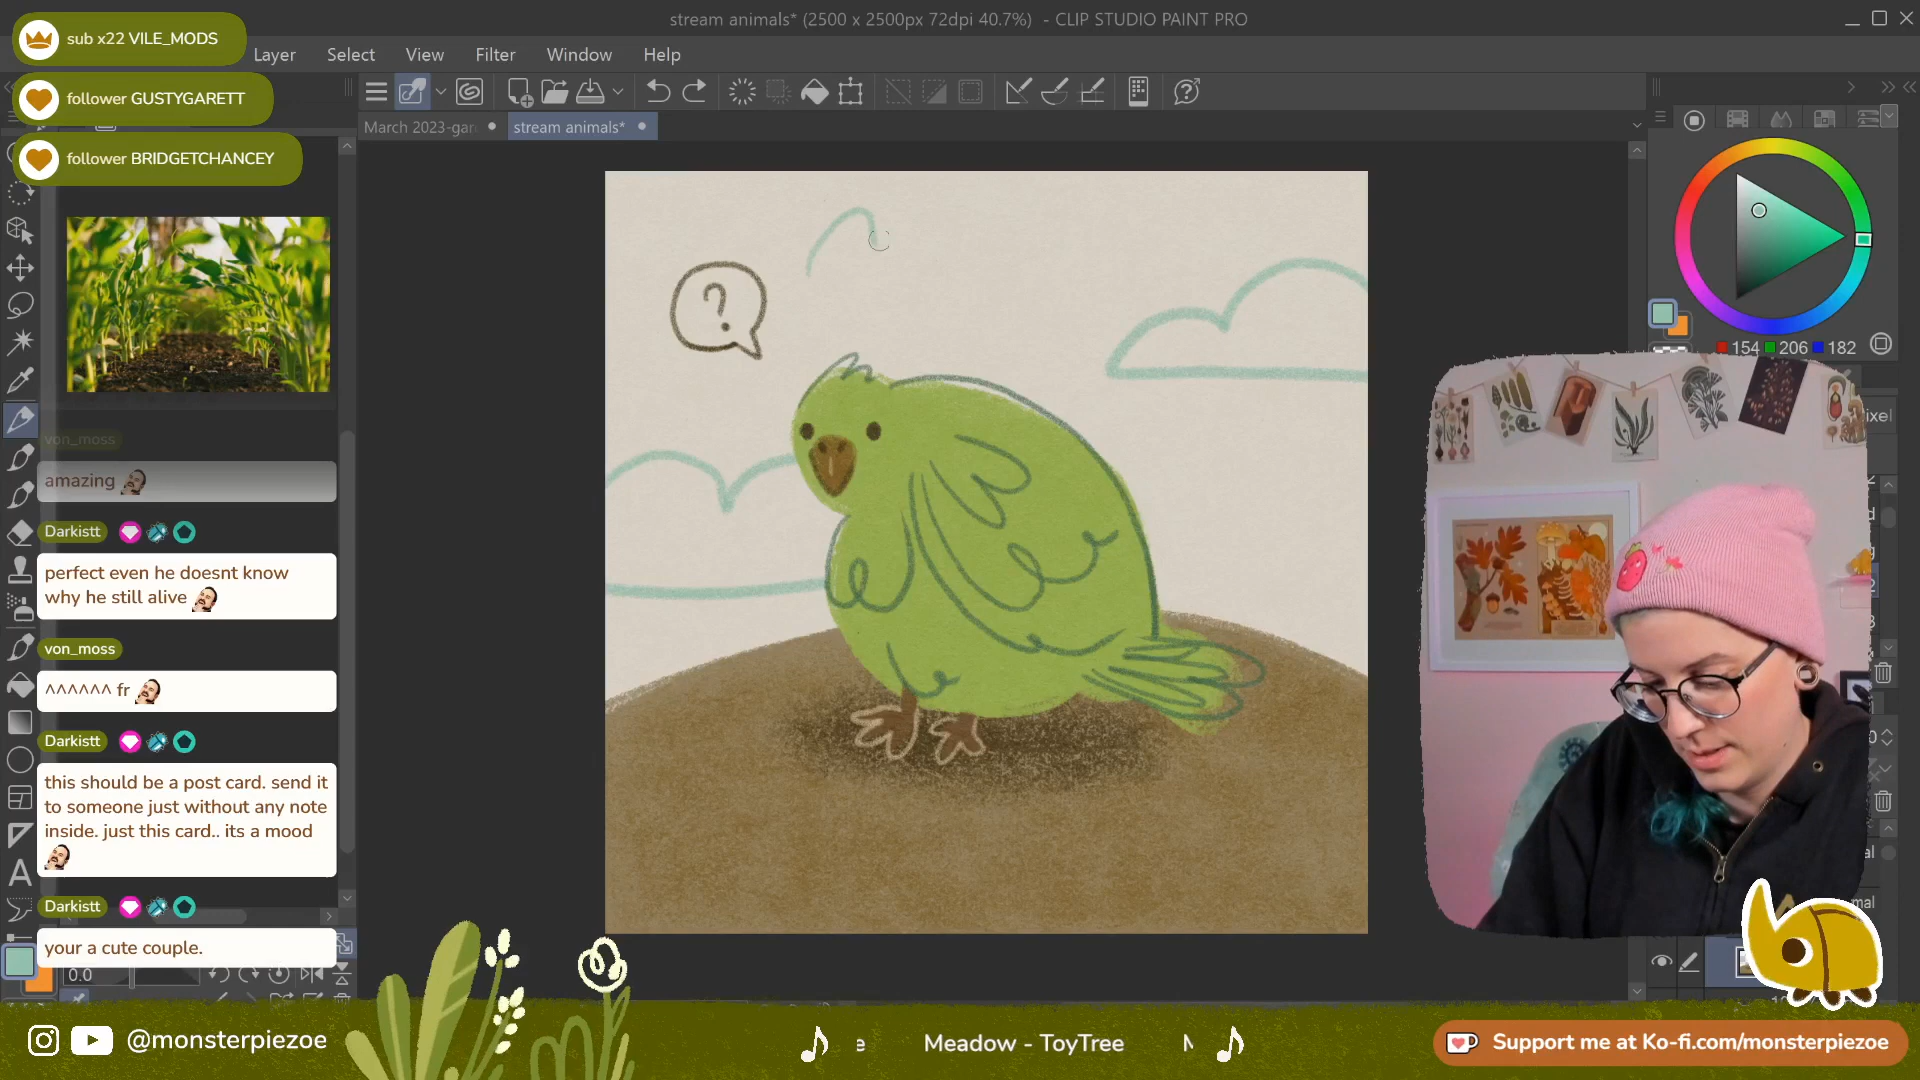 stream animals* (2500 x 2500px 72dpi 40.7%) - CLIP STUDIO PAINT PRO
sub x22 VILE_MODS
Layer Select View Filter Window Help
follower GUSTYGARETT
March 2023-gar
stream animals*
follower BRIDGETCHANCEY
?
154 206 182
von_moss
amazing
Darkistt
perfect even he doesnt know
why he still alive
von_moss
^^^^^^ fr
Darkistt
this should be a post card. send it
to someone just without any note
inside. just this card.. its a mood
Darkistt
your a cute couple.
0.0
@monsterpiezoe
Meadow - ToyTree
Support me at Ko-fi.com/monsterpiezoe